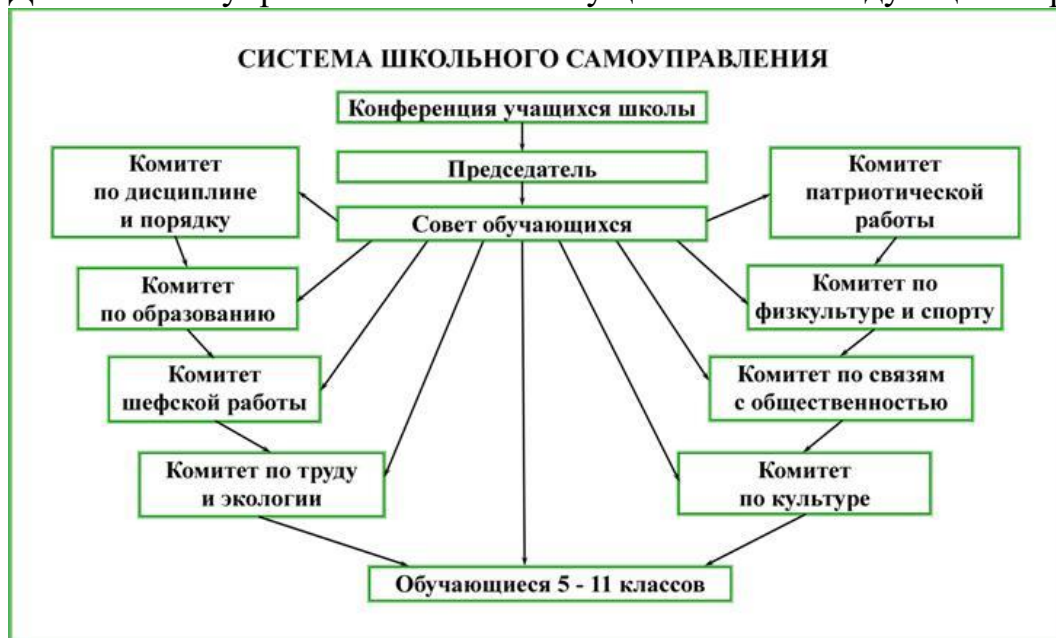 СИСТЕМА ШКОЛЬНОГО САМОУПРАВЛЕНИЯ
Конференция учащихся школы
Председатель
Совет обучающихся
Комитет
по дисциплине
и порядку
Комитет
по образованию
Комитет
шефской работы
Комитет по труду
и экологии
Комитет
патриотической
работы
Комитет по
физкультуре и спорту
Комитет по связям
с общественностью
Комитет
по культуре
Обучающиеся 5 - 11 классов